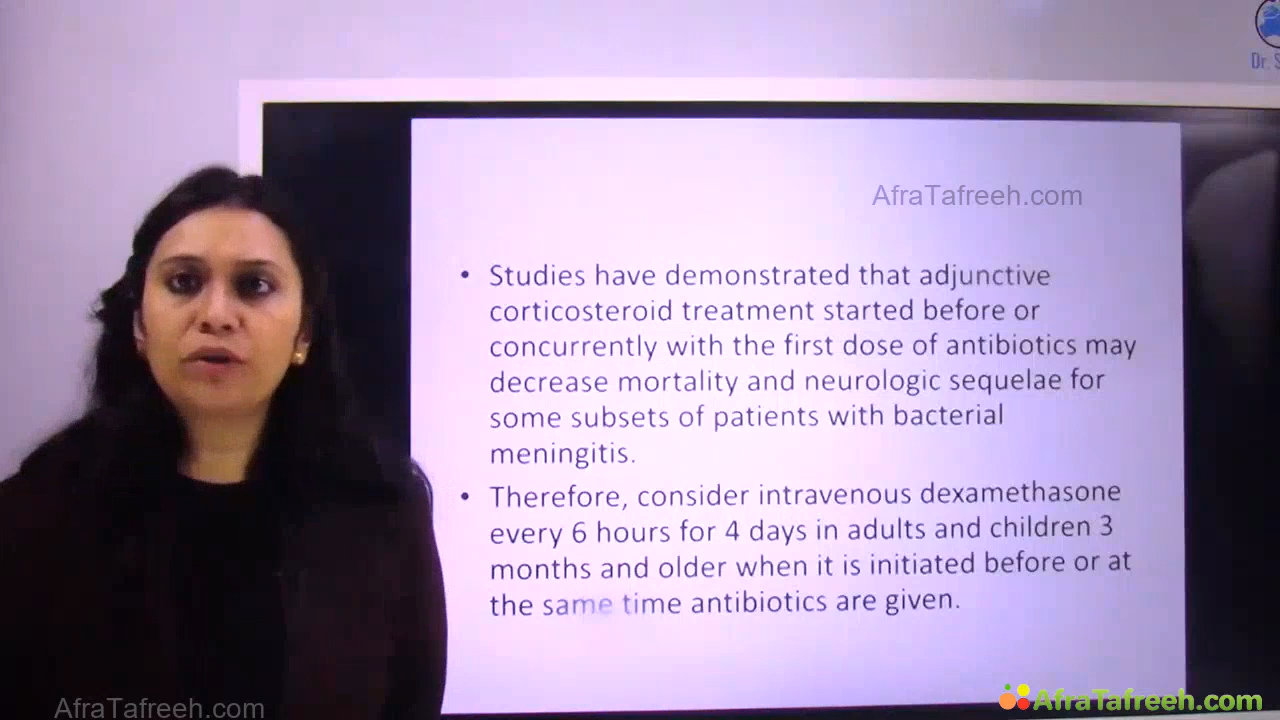 Dr. S
AfraTafreeh.com
• Studies have demonstrated that adjunctive
corticosteroid treatment started before or
concurrently with the first dose of antibiotics may
decrease mortality and neurologic sequelae for
some subsets of patients with bacterial
meningitis.
• Therefore, consider intravenous dexamethasone
every 6 hours for 4 days in adults and children 3
months and older when it is initiated before or at
the same time antibiotics are given.
AfraTafreeh.com
AfraTafreeh.com